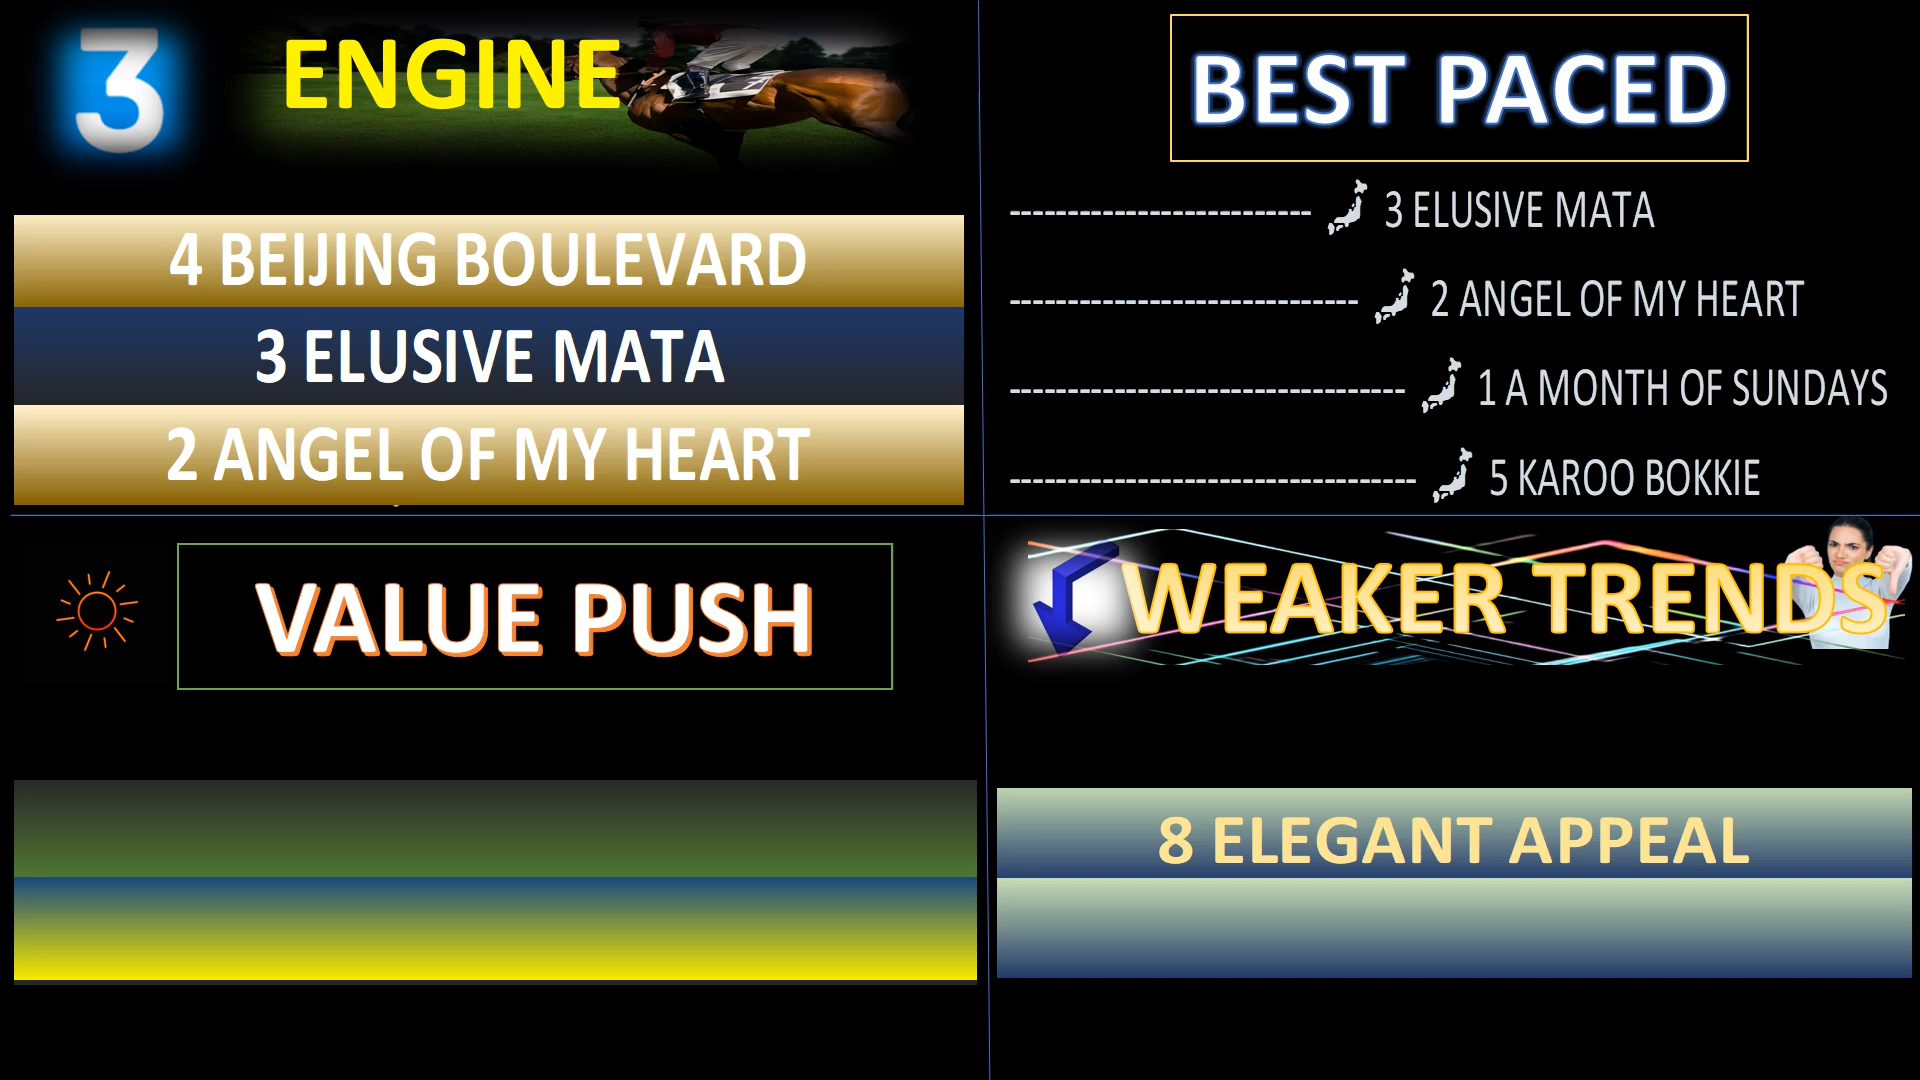 3 ENGINE
4 BEIJING BOULEVARD
3 ELUSIVE MATA
2 ANGEL OF MY HEART
BEST PACED
-------------------------- 3 ELUSIVE MATA
------------------------------ 2 ANGEL OF MY HEART
---------------------------------- 1 A MONTH OF SUNDAYS
----------------------------------- 5 KAROO BOKKIE
VALUE PUSH
WEAKER TRENDS
8 ELEGANT APPEAL